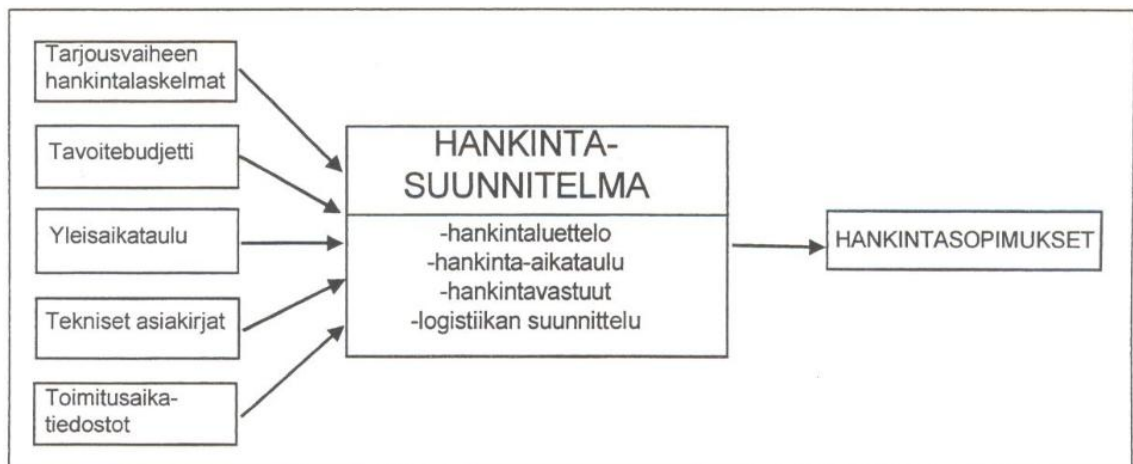 Tarjousvaiheen
hankintalaskelmat
Tavoitebudjetti
Yleisaikataulu
Tekniset asiakirjat
Toimitusaika-
tiedostot
HANKINTA-
SUUNNITELMA
-hankintaluettelo
-hankinta-aikataulu
-hankintavastuut
-logistiikan suunnittelu
HANKINTASOPIMUKSET